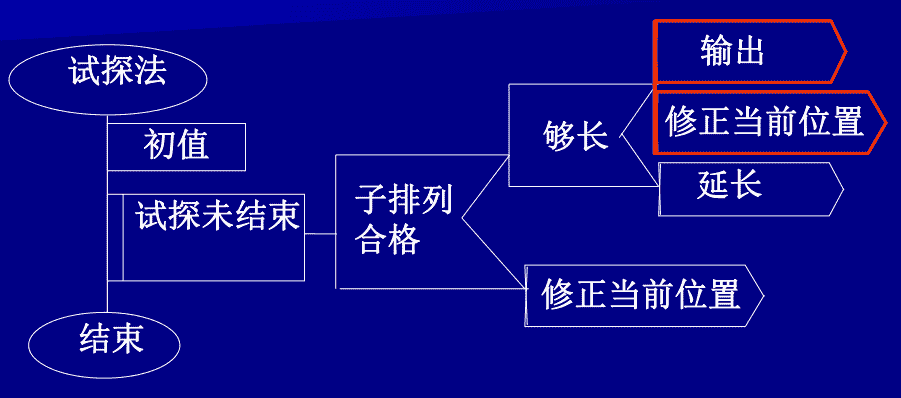 试探法
初值
试探未结束
结束
子排列
合格
够长
输出
修正当前位置
延长
修正当前位置